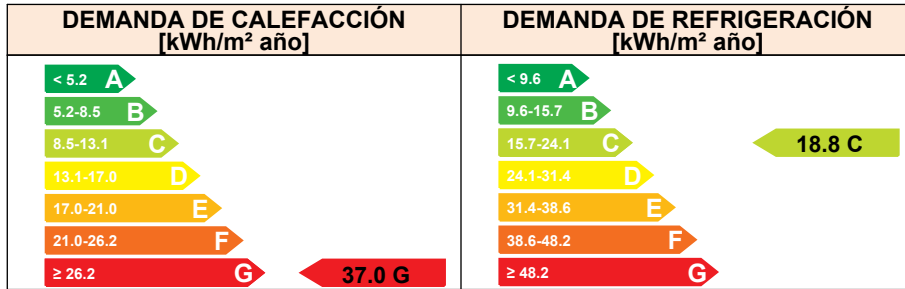 DEMANDA DE CALEFACCIÓN
[kWh/m² año]
< 5.2 A
5.2-8.5 B
8.5-13.1 C
13.1-17.0 D
17.0-21.0 E
21.0-26.2 F
≥ 26.2 G
37.0 G
DEMANDA DE REFRIGERACIÓN
[kWh/m² año]
< 9.6 A
9.6-15.7 B
15.7-24.1 C
18.8 C
24.1-31.4 D
31.4-38.6 E
38.6-48.2 F
≥ 48.2 G